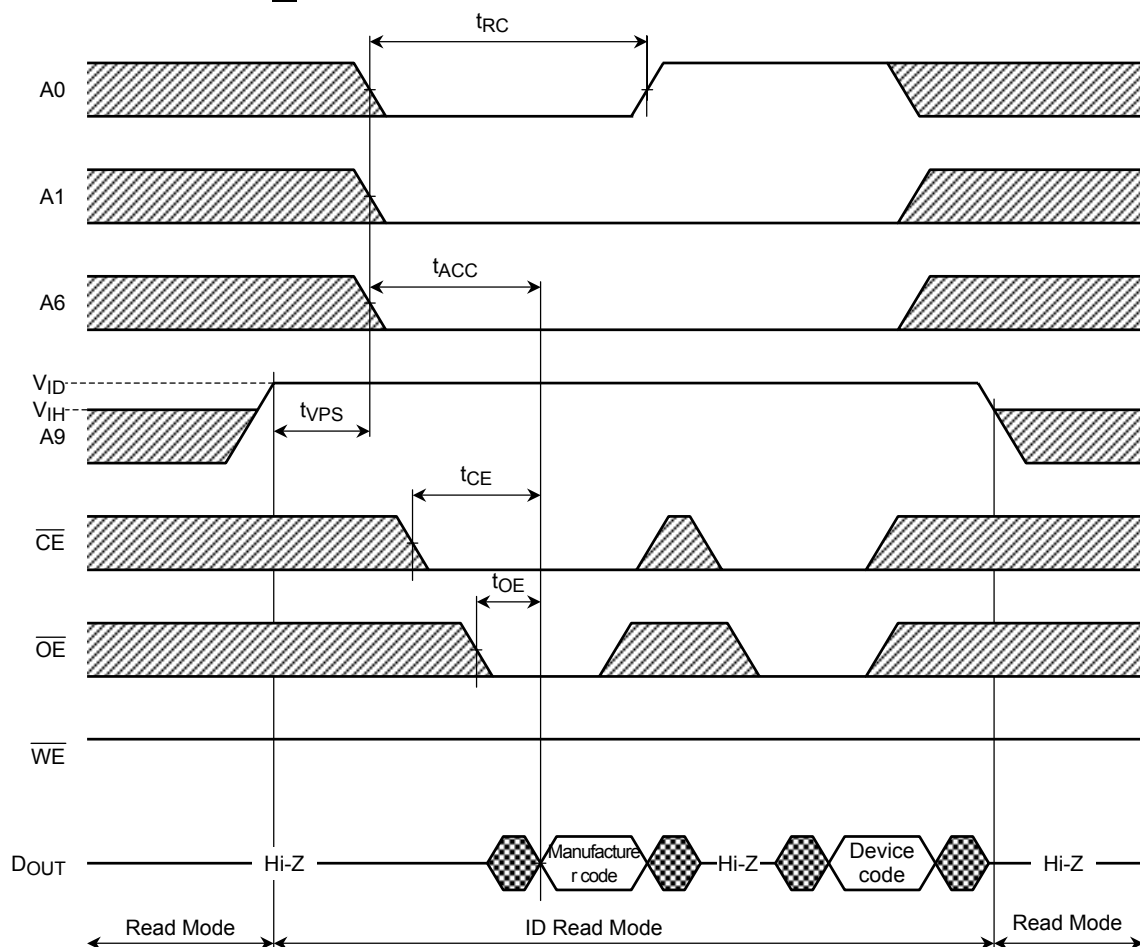 tRC
A0
A1
tACC
A6
VID
VIH
tVPS
A9
tCE
CE
tOE
OE
WE
Manufacture
r code
Device
code
DOUT
Hi-Z
Hi-Z
Hi-Z
Read Mode
ID Read Mode
Read Mode